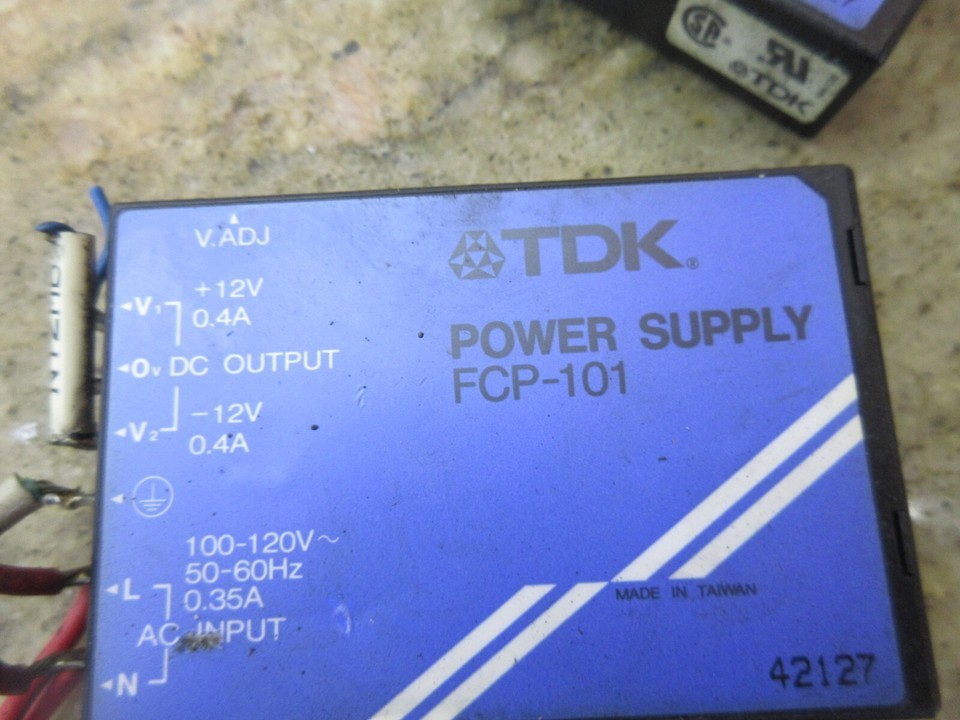 TDK
V.ADJ
TDK®
+12V
V1
0.4A
POWER SUPPLY
0V DC OUTPUT
FCP-101
-12V
V2
0.4A
100-120V~
50-60Hz
L
0.35A
MADE IN TAIWAN
AC INPUT
N
42127